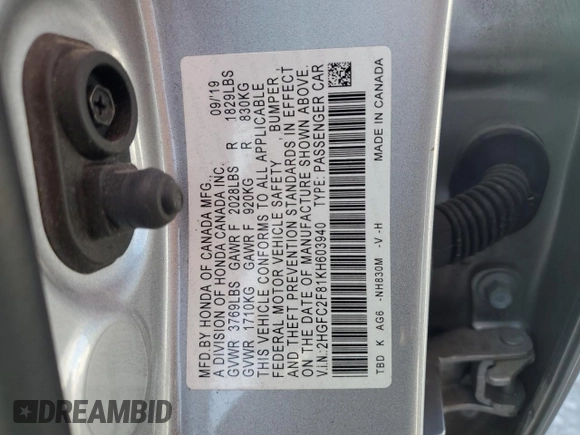 MFD.BY HONDA OF CANADA MFG., 09/19
A DIVISION OF HONDA CANADA INC.
GVWR 3769LBS GAWR F 2028LBS R 1829LBS
GVWR 1710KG GAWR F 920KG R 830KG
THIS VEHICLE CONFORMS TO ALL APPLICABLE
FEDERAL MOTOR VEHICLE SAFETY , BUMPER ,
AND THEFT PREVENTION STANDARDS IN EFFECT
ON THE DATE OF MANUFACTURE SHOWN ABOVE.
V.I.N.:2HGFC2F81KH603940 TYPE: PASSENGER CAR
TBD K AG6 -NH830M -V -H MADE IN CANADA
DREAMBID